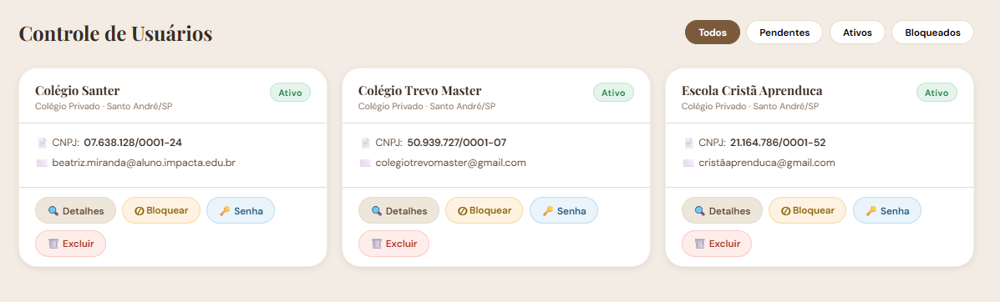 Controle de Usuários
Todos Pendentes Ativos Bloqueados
Colégio Santer
Ativo
Colégio Privado · Santo André/SP
CNPJ: 07.638.128/0001-24
beatriz.miranda@aluno.impacta.edu.br
Detalhes Bloquear Senha
Excluir
Colégio Trevo Master
Ativo
Colégio Privado · Santo André/SP
CNPJ: 50.939.727/0001-07
colegiotrevomaster@gmail.com
Detalhes Bloquear Senha
Excluir
Escola Cristã Aprenduca
Ativo
Colégio Privado · Santo André/SP
CNPJ: 21.164.786/0001-52
cristãaprenduca@gmail.com
Detalhes Bloquear Senha
Excluir